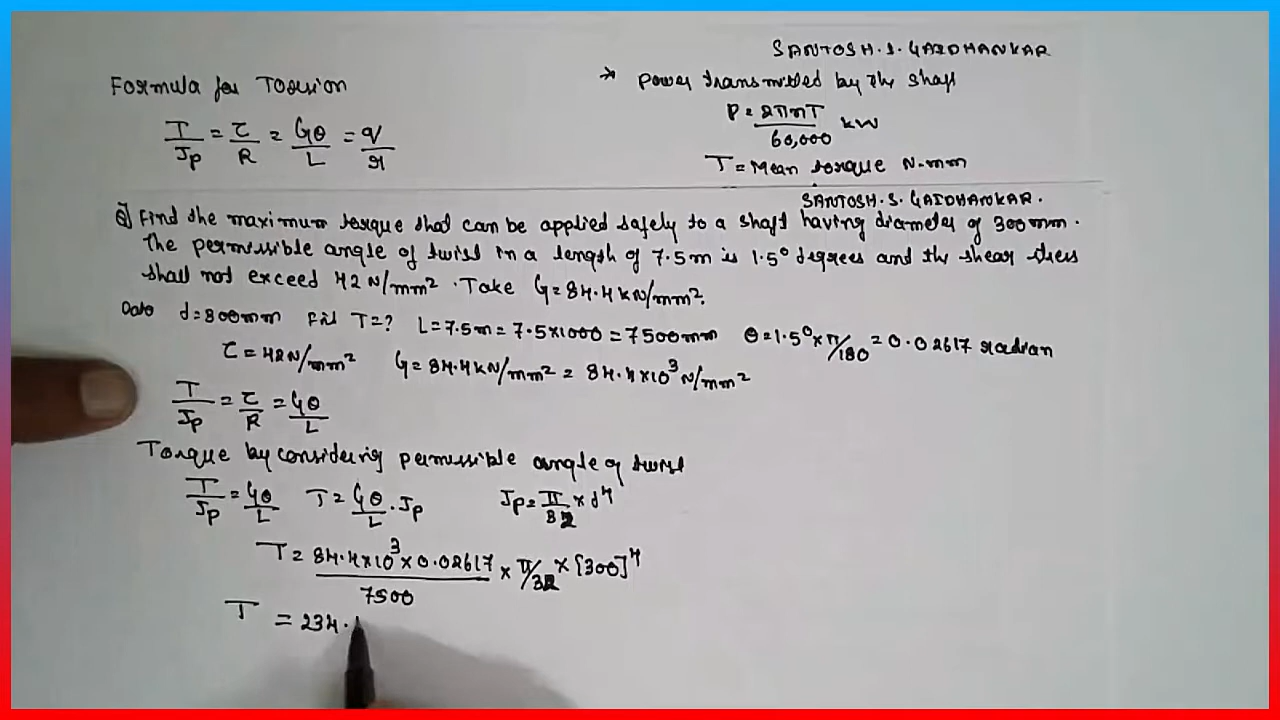 SANTOSH.S.GAIDHANKAR
Formula for Torsion
* Power transmitted by the shaft
T/Jp = τ/R = Gθ/L = q/r
P = 2πnT/60,000 kW
T = Mean torque N-mm
SANTOSH.S.GAIDHANKAR.
Q] Find the maximum torque that can be applied safely to a shaft having diameter of 300mm.
The permissible angle of twist in a length of 7.5m is 1.5° degrees and the shear stress
shall not exceed 42N/mm². Take G=84.4kN/mm².
Data d=300mm Find T=? L=7.5m=7.5×1000=7500mm θ=1.5°×π/180=0.02617 radian
τ=42N/mm² G=84.4kN/mm²=84.4×10³N/mm²
T/Jp = τ/R = Gθ/L
Torque by considering permissible angle of twist
T/Jp = Gθ/L T = Gθ/L . Jp Jp = π/32 × d⁴
T = 84.4×10³×0.02617/7500 × π/32 × [300]⁴
T = 234.